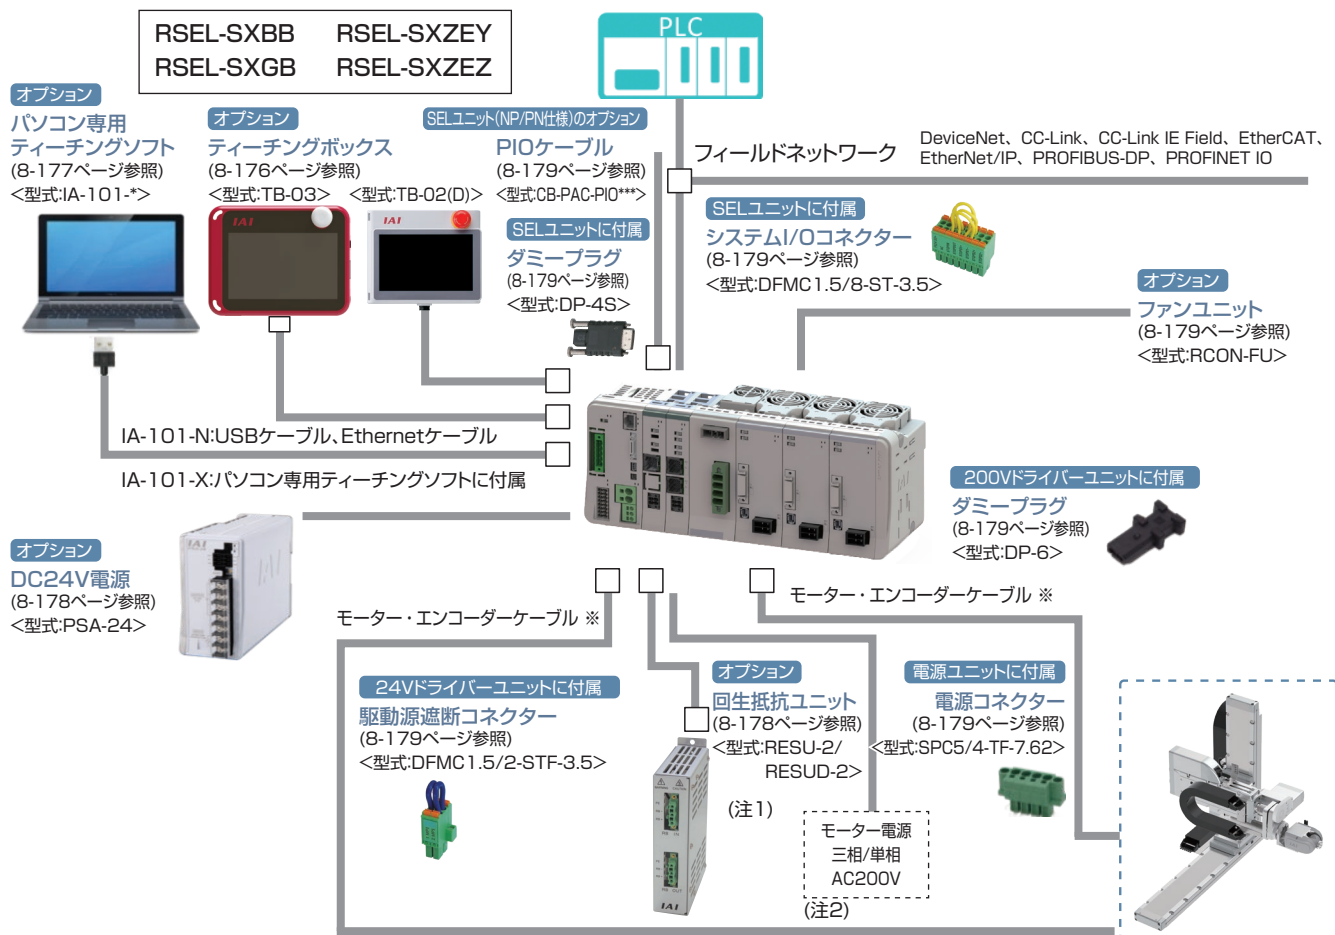 RSEL-SXBB RSEL-SXZEY
RSEL-SXGB RSEL-SXZEZ
PLC
オプション
パソコン専用
ティーチングソフト
(8-177ページ参照)
<型式:IA-101-*>
オプション
ティーチングボックス
(8-176ページ参照)
<型式:TB-03>
<型式:TB-02(D)>
IAI
IAI
SELユニット(NP/PN仕様)のオプション
PIOケーブル
(8-179ページ参照)
<型式:CB-PAC-PIO***>
SELユニットに付属
ダミープラグ
(8-179ページ参照)
<型式:DP-4S>
フィールドネットワーク
DeviceNet、CC-Link、CC-Link IE Field、EtherCAT、
EtherNet/IP、PROFIBUS-DP、PROFINET IO
SELユニットに付属
システムI/Oコネクター
(8-179ページ参照)
<型式:DFMC1.5/8-ST-3.5>
オプション
ファンユニット
(8-179ページ参照)
<型式:RCON-FU>
IA-101-N:USBケーブル、Ethernetケーブル
IA-101-X:パソコン専用ティーチングソフトに付属
200Vドライバーユニットに付属
ダミープラグ
(8-179ページ参照)
<型式:DP-6>
オプション
DC24V電源
(8-178ページ参照)
<型式:PSA-24>
IAI
モーター・エンコーダーケーブル ※
モーター・エンコーダーケーブル ※
24Vドライバーユニットに付属
駆動源遮断コネクター
(8-179ページ参照)
<型式:DFMC1.5/2-STF-3.5>
オプション
回生抵抗ユニット
(8-178ページ参照)
<型式:RESU-2/
RESUD-2>
(注1)
IAI
電源ユニットに付属
電源コネクター
(8-179ページ参照)
<型式:SPC5/4-TF-7.62>
モーター電源
三相/単相
AC200V
(注2)